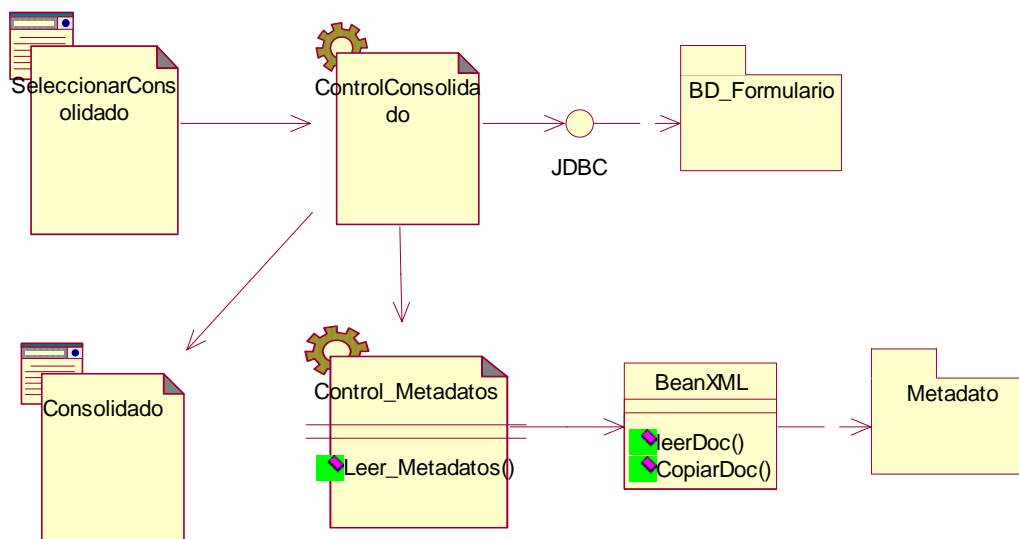 SeleccionarCons
olidado
ControlConsolida
do
JDBC
BD_Formulario
Consolidado
Control_Metadatos
Leer_Metadatos()
BeanXML
leerDoc()
CopiarDoc()
Metadato